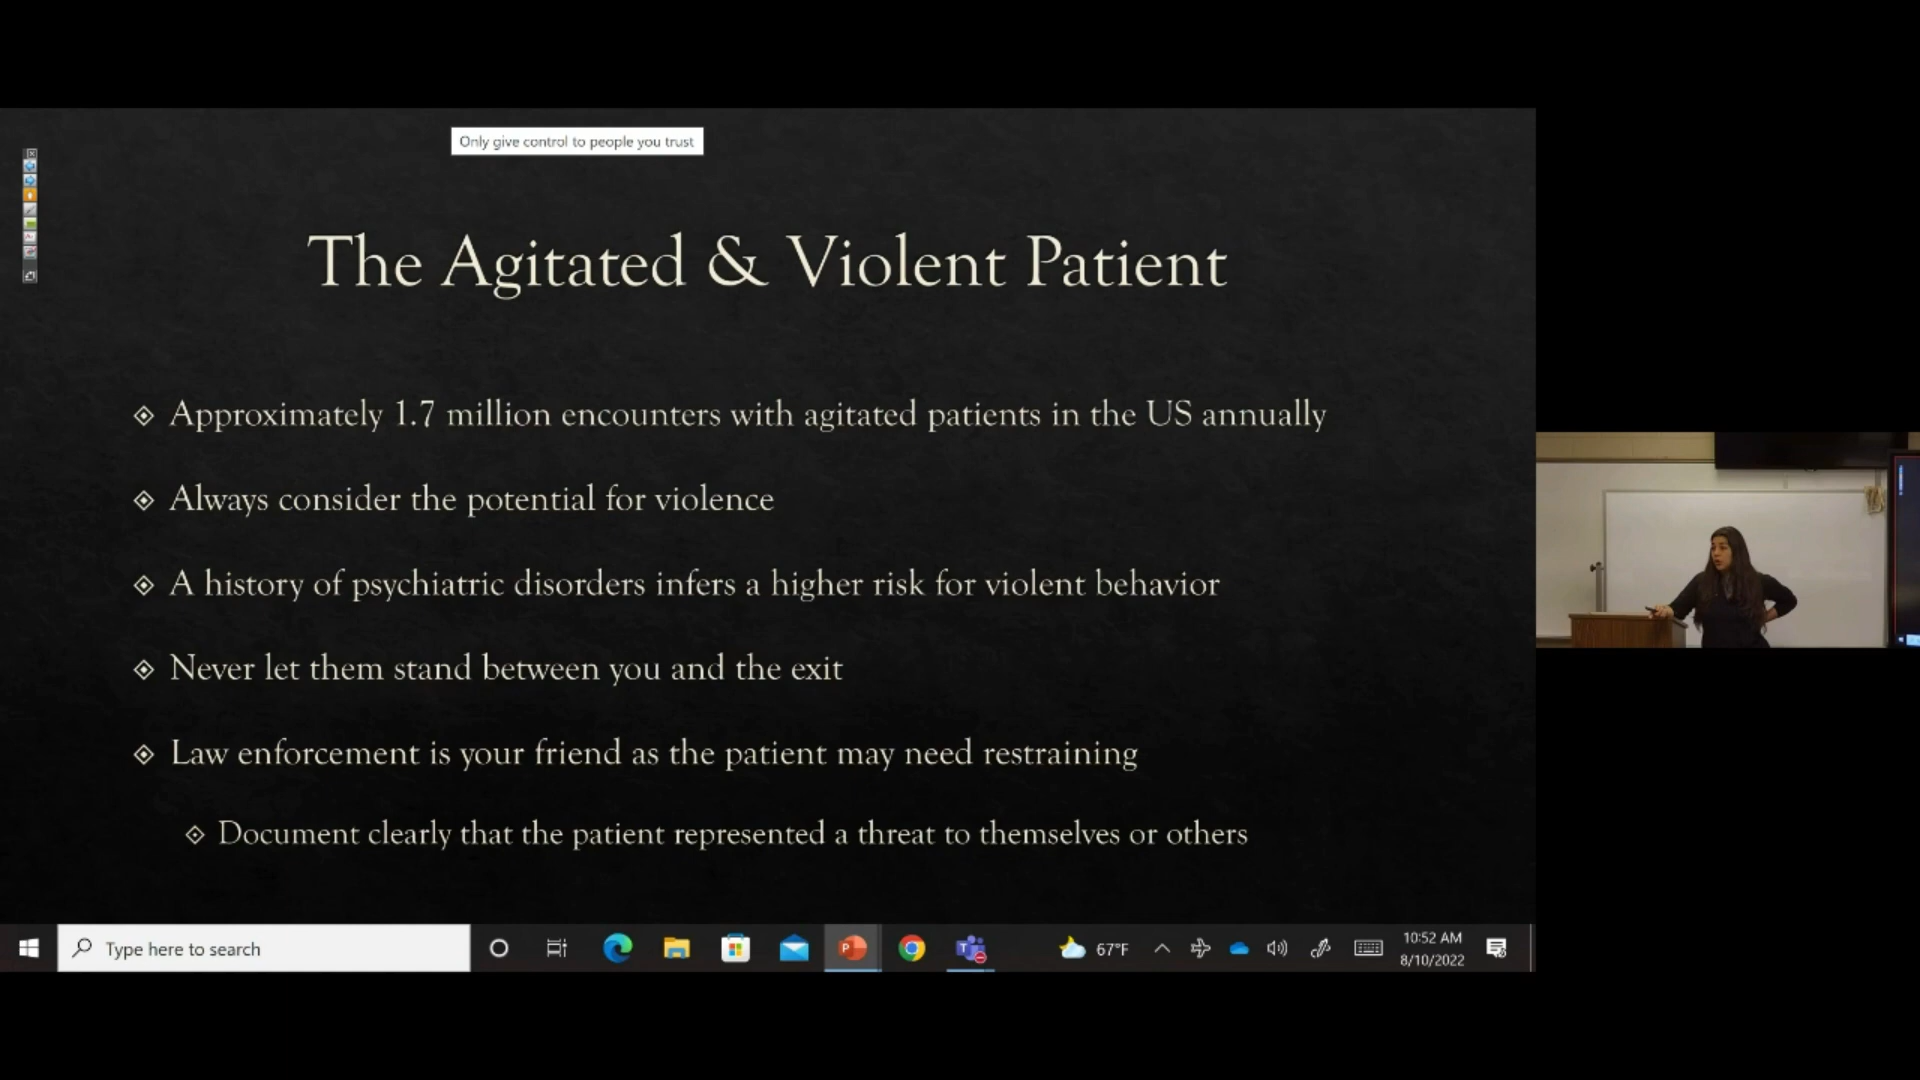 Only give control to people you trust
The Agitated & Violent Patient
Approximately 1.7 million encounters with agitated patients in the US annually
Always consider the potential for violence
A history of psychiatric disorders infers a higher risk for violent behavior
Never let them stand between you and the exit
Law enforcement is your friend as the patient may need restraining
Document clearly that the patient represented a threat to themselves or others
Type here to search
67°F
10:52 AM
8/10/2022